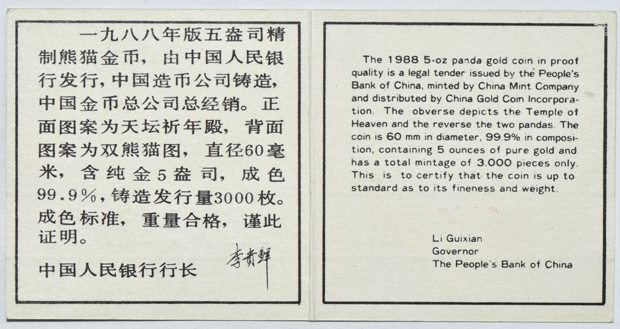 一九八八年版五盎司精
制熊猫金币，由中国人民银
行发行，中国造币公司铸造，
中国金币总公司总经销。正
面图案为天坛祈年殿，背面
图案为双熊猫图，直径60毫
米，含纯金5盎司，成色
99.9%，铸造发行量3000枚。
成色标准，重量合格，谨此
证明。
中国人民银行行长 李贵鲜
The 1988 5-oz panda gold coin in proof
quality is a legal tender issued by the People's
Bank of China, minted by China Mint Company
and distributed by China Gold Coin Incorpora-
tion. The obverse depicts the Temple of
Heaven and the reverse the two pandas. The
coin is 60 mm in diameter, 99.9% in composi-
tion, containing 5 ounces of pure gold and
has a total mintage of 3,000 pieces only.
This is to certify that the coin is up to
standard as to its fineness and weight.
Li Guixian
Governor
The People's Bank of China